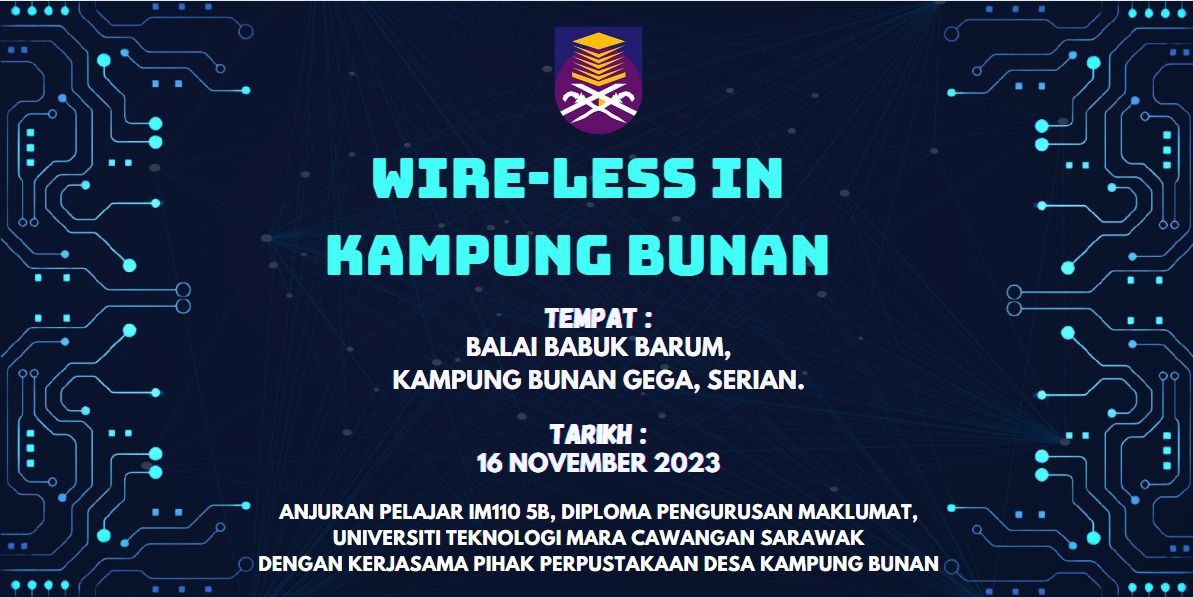 WIRE-LESS IN
KAMPUNG BUNAN
TEMPAT :
BALAI BABUK BARUM,
KAMPUNG BUNAN GEGA, SERIAN.
TARIKH :
16 NOVEMBER 2023
ANJURAN PELAJAR IM110 5B, DIPLOMA PENGURUSAN MAKLUMAT,
UNIVERSITI TEKNOLOGI MARA CAWANGAN SARAWAK
DENGAN KERJASAMA PIHAK PERPUSTAKAAN DESA KAMPUNG BUNAN